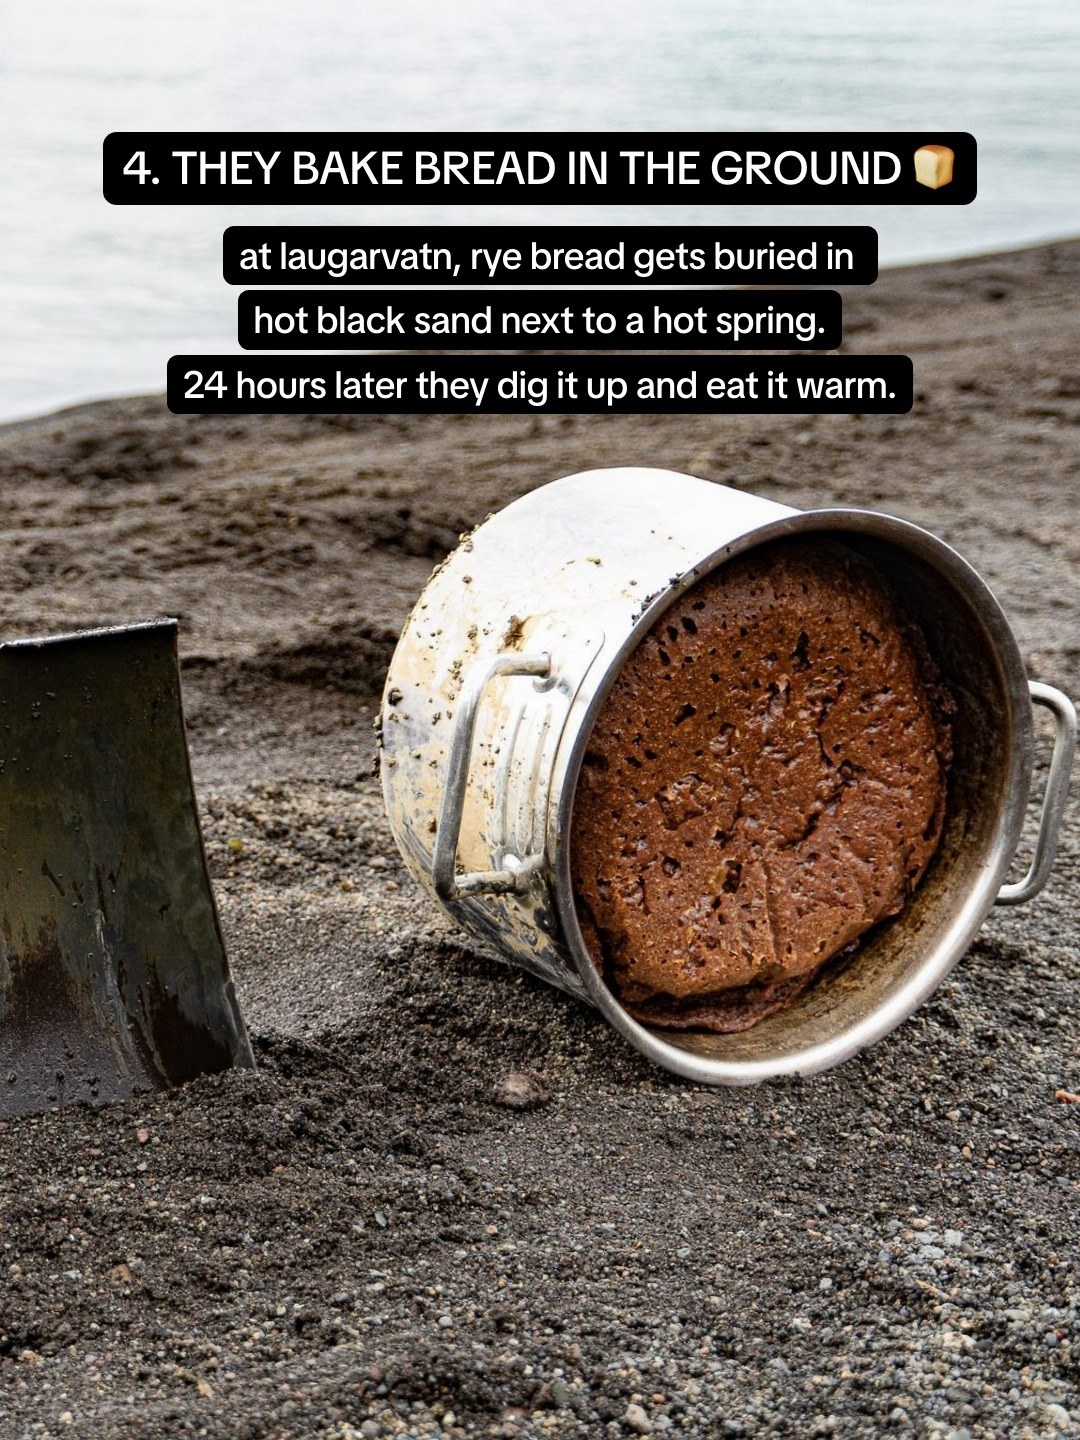 4. THEY BAKE BREAD IN THE GROUND 🍞
at laugarvatn, rye bread gets buried in
hot black sand next to a hot spring.
24 hours later they dig it up and eat it warm.